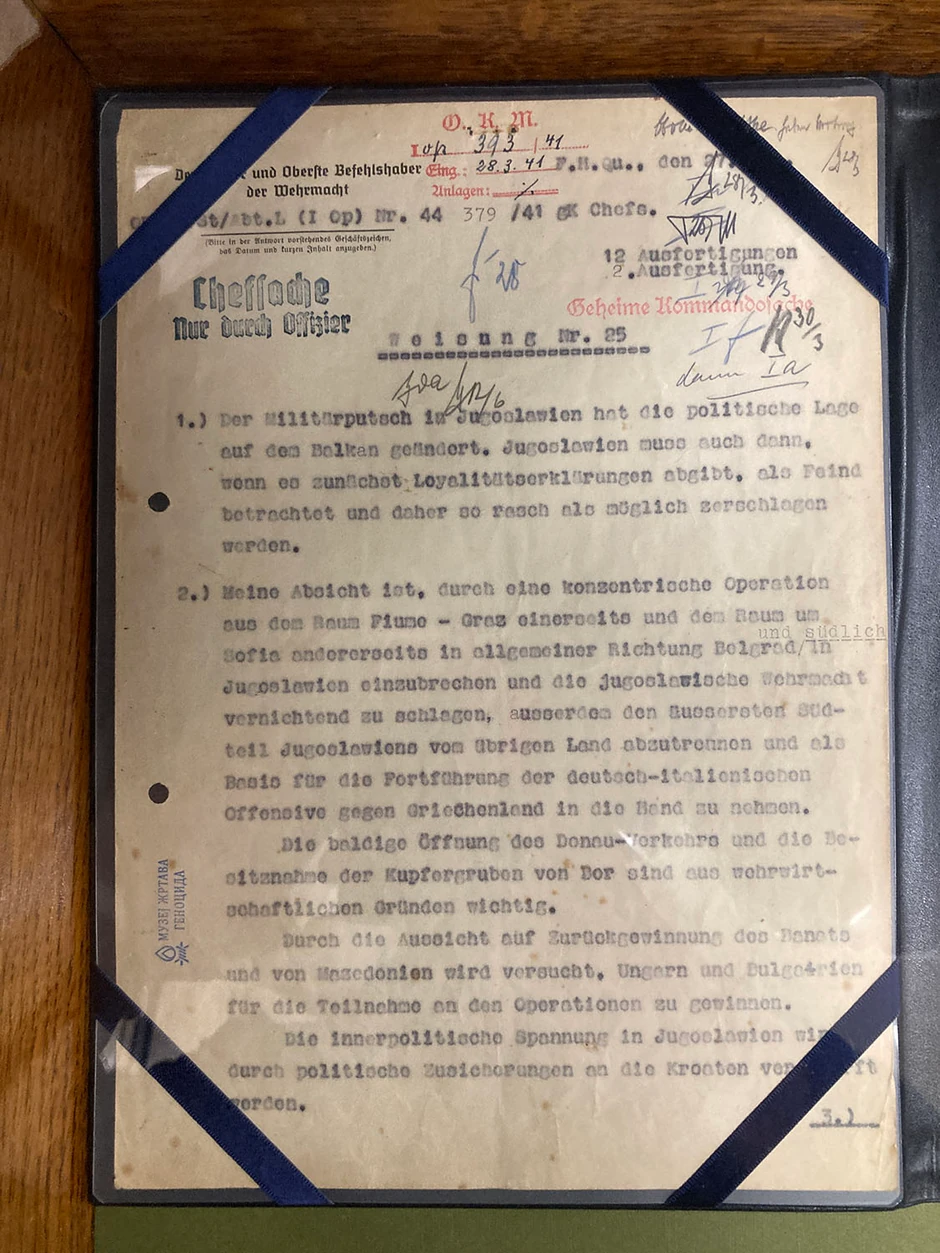 O. K. M.
I op 393 / 41
und Oberste Befehlshaber Eing.: 28.3.41 F.H.Qu., den
der Wehrmacht Anlagen:
St/Abt.L (I Op) Nr. 44 379 /41 gK Chefs.
(Bitte in der Antwort vorstehendes Geschäftszeichen,
das Datum und kurzen Inhalt anzugeben.)
12 Ausfertigungen
2. Ausfertigung.
Chefsache
Nur durch Offizier
Geheime Kommandosache
Weisung Nr. 25
30/3
dann Ia
1.) Der Militärputsch in Jugoslawien hat die politische Lage
auf dem Balkan geändert. Jugoslawien muss auch dann,
wenn es zunächst Loyalitätserklärungen abgibt, als Feind
betrachtet und daher so rasch als möglich zerschlagen
werden.
2.) Meine Absicht ist, durch eine konzentrische Operation
aus dem Raum Fiume - Graz einerseits und dem Raum um
und südlich
Sofia andererseits in allgemeiner Richtung Belgrad/in
Jugoslawien einzubrechen und die jugoslawische Wehrmacht
vernichtend zu schlagen, ausserdem den äussersten Süd-
teil Jugoslawiens vom übrigen Land abzutrennen und als
Basis für die Fortführung der deutsch-italienischen
Offensive gegen Griechenland in die Hand zu nehmen.
Die baldige Öffnung des Donau-Verkehrs und die Be-
sitznahme der Kupfergruben von Bor sind aus wehrwirt-
schaftlichen Gründen wichtig.
Durch die Aussicht auf Zurückgewinnung des Banats
und von Mazedonien wird versucht, Ungarn und Bulgarien
für die Teilnahme an den Operationen zu gewinnen.
Die innerpolitische Spannung in Jugoslawien
durch politische Zusicherungen an die Kroaten
werden.
3.)
МУЗЕЈ ЖРТАВА
ГЕНОЦИДА